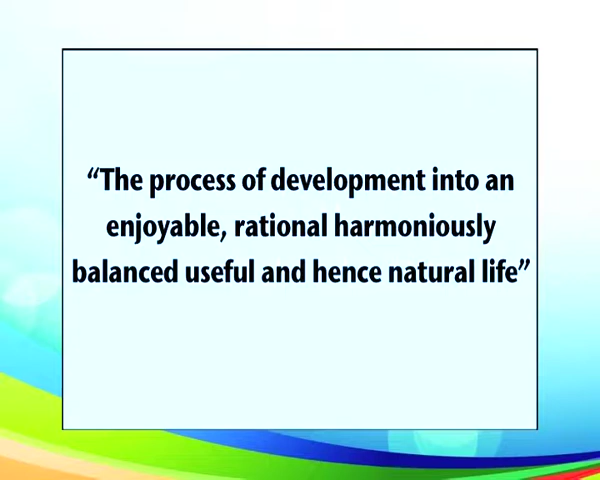 “The process of development into an
enjoyable, rational harmoniously
balanced useful and hence natural life”